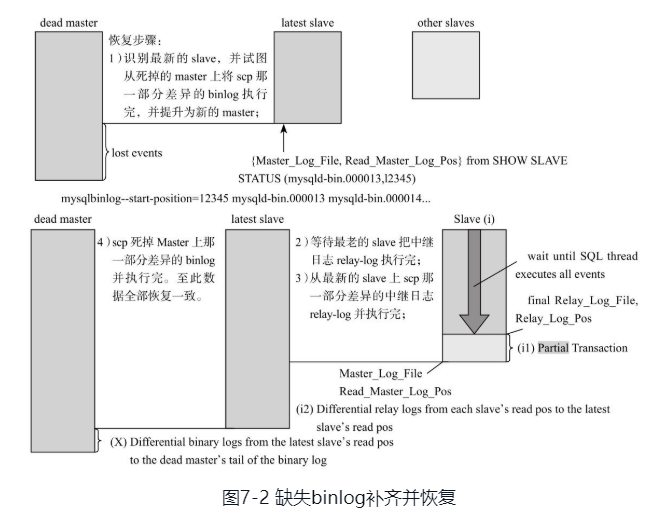 dead master
latest slave
other slaves
恢复步骤：
1）识别最新的 slave，并试图
从死掉的 master 上将 scp 那
一部分差异的 binlog 执行
完，并提升为新的 master；
lost events
{Master_Log_File, Read_Master_Log_Pos} from SHOW SLAVE
STATUS (mysqld-bin.000013,l2345)
mysqlbinlog--start-position=12345 mysqld-bin.000013 mysqld-bin.000014...
dead master
latest slave
Slave (i)
4）scp 死掉 Master 上那
一部分差异的 binlog
并执行完。至此数
据全部恢复一致。
2）等待最老的 slave 把中继
日志 relay-log 执行完；
3）从最新的 slave 上 scp 那
一部分差异的中继日志
relay-log 并执行完；
wait until SQL thread
executes all events
final Relay_Log_File,
Relay_Log_Pos
(i1) Partial Transaction
Master_Log_File
Read_Master_Log_Pos
(i2) Differential relay logs from each slave's read pos to the latest
slave's read pos
(X) Differential binary logs from the latest slave's read pos
to the dead master's tail of the binary log
图7-2 缺失binlog补齐并恢复